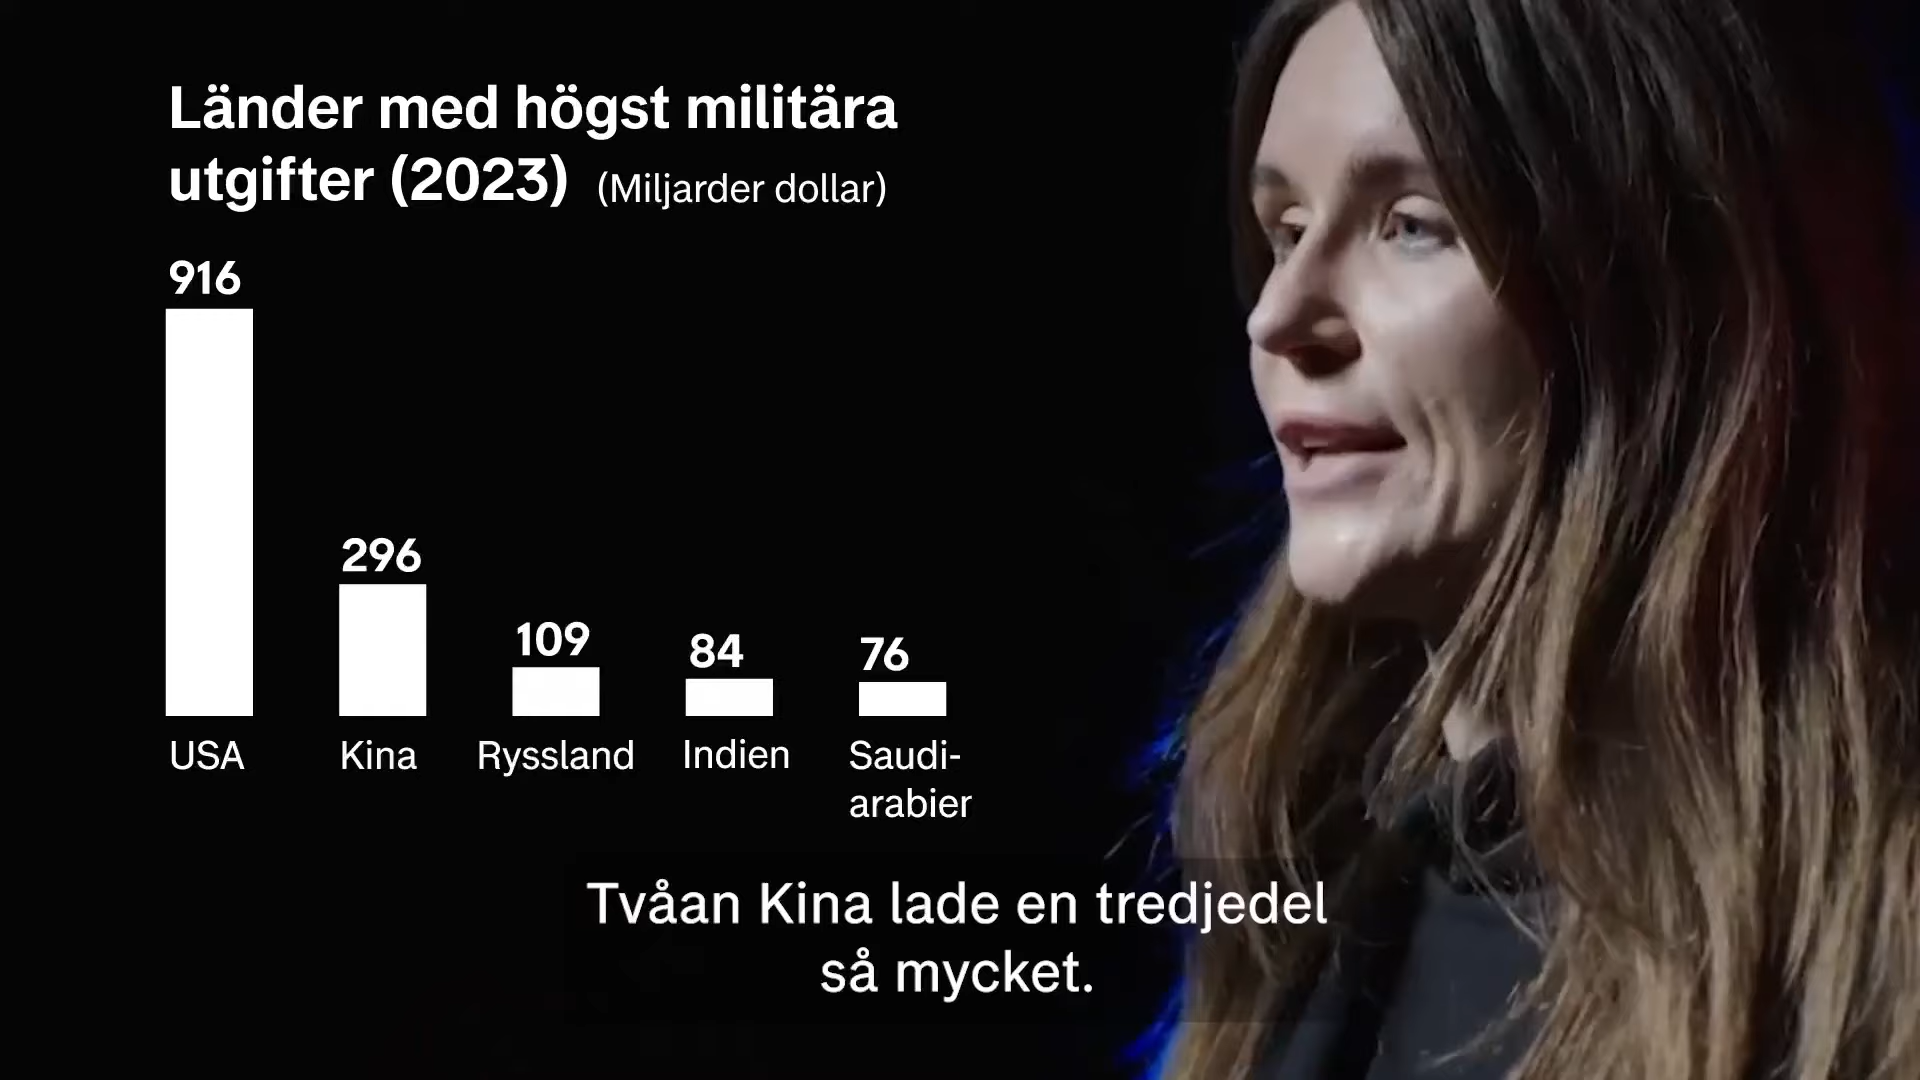 Länder med högst militära
utgifter (2023) (Miljarder dollar)
916
296
109
84
76
USA
Kina
Ryssland
Indien
Saudi-
arabier
Tvåan Kina lade en tredjedel
så mycket.